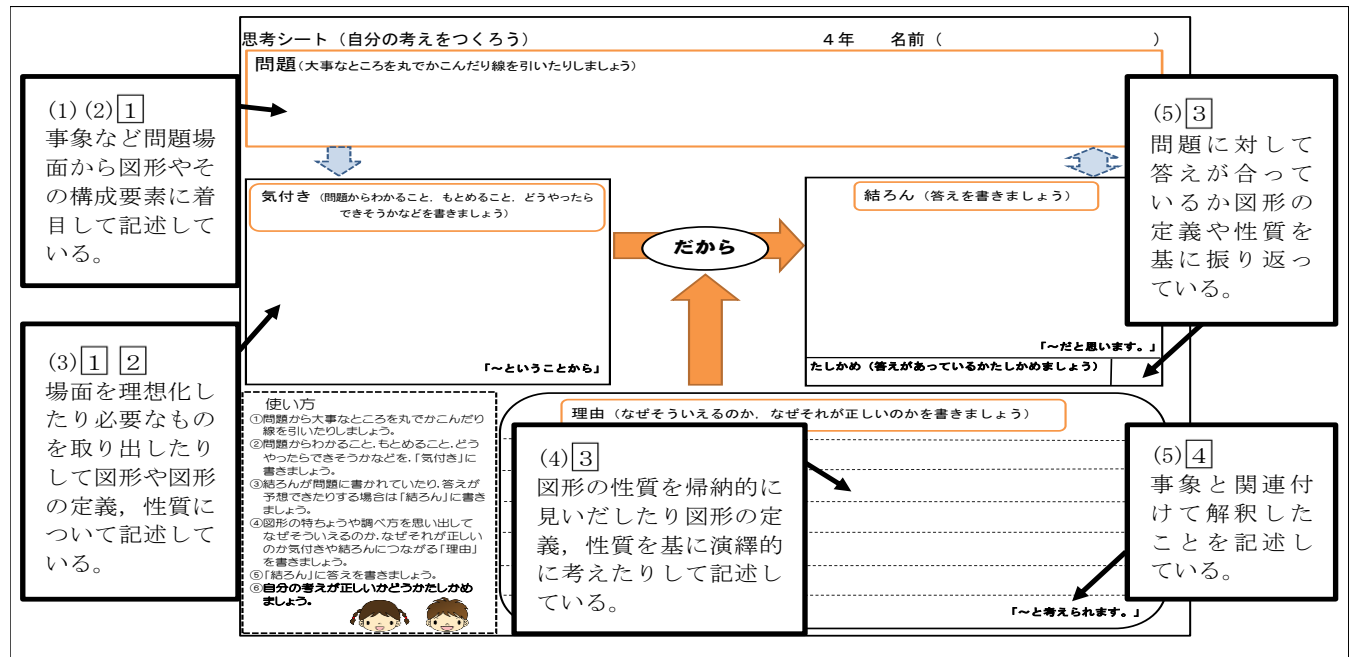 思考シート（自分の考えをつくろう）　４年　名前（　　　）
問題（大事なところを丸でかこんだり線を引いたりしましょう）
(1)(2)1
事象など問題場
面から図形やそ
の構成要素に着
目して記述して
いる。
(3)1 2
場面を理想化し
たり必要なもの
を取り出したり
して図形や図形
の定義，性質に
ついて記述して
いる。
気付き（問題からわかること，もとめること，どうやったら
できそうかなどを書きましょう）
「～ということから」
だから
結ろん（答えを書きましょう）
「～だと思います。」
たしかめ（答えがあっているかたしかめましょう）
(5)3
問題に対して
答えが合って
いるか図形の
定義や性質を
基に振り返っ
ている。
使い方
①問題から大事なところを丸でかこんだり
線を引いたりしましょう。
②問題からわかること，もとめること，どう
やったらできそうかなどを，「気付き」に
書きましょう。
③結ろんが問題に書かれていたり，答えが
予想できたりする場合は「結ろん」に書き
ましょう。
④図形の特ちょうや調べ方を思い出して
なぜそういえるのか，なぜそれが正しい
のか気付きや結ろんにつながる「理由」
を書きましょう。
⑤「結ろん」に答えを書きましょう。
⑥自分の考えが正しいかどうかたしかめ
ましょう。
理由（なぜそういえるのか，なぜそれが正しいのかを書きましょう）
(4)3
図形の性質を帰納的に
見いだしたり図形の定
義，性質を基に演繹的
に考えたりして記述し
ている。
「～と考えられます。」
(5)4
事象と関連付
けて解釈した
ことを記述し
ている。